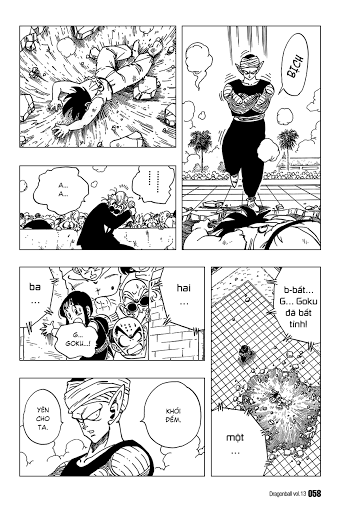 BỊCH
......
A...
A...
b-bất...
G... Goku
đã bất
tỉnh!
một
...
hai
...
ba
...
G...
GOKU...!
KHỎI
ĐẾM.
YÊN
CHO
TA.
Dragonball vol.13 058